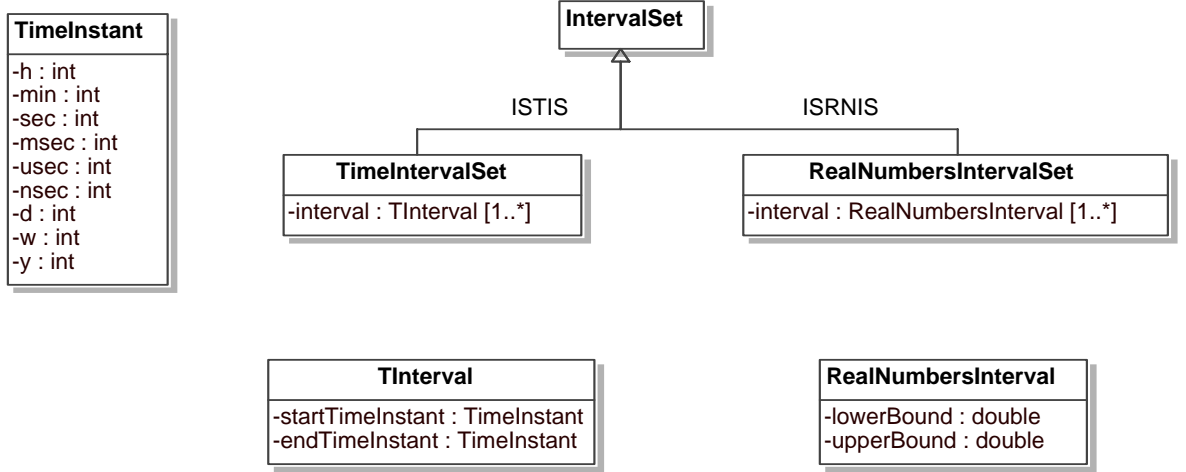 TimeInstant
-h : int
-min : int
-sec : int
-msec : int
-usec : int
-nsec : int
-d : int
-w : int
-y : int
IntervalSet
ISTIS
ISRNIS
TimeIntervalSet
-interval : TInterval [1..*]
RealNumbersIntervalSet
-interval : RealNumbersInterval [1..*]
TInterval
-startTimeInstant : TimeInstant
-endTimeInstant : TimeInstant
RealNumbersInterval
-lowerBound : double
-upperBound : double